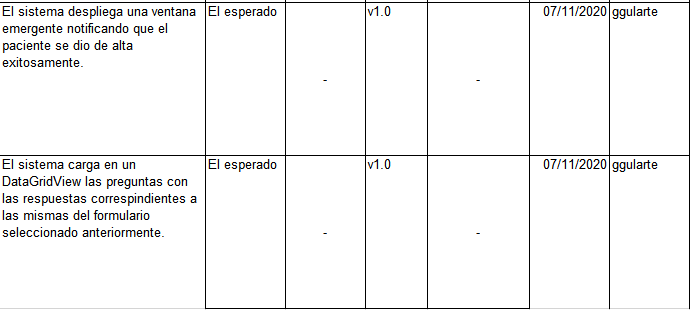 El sistema despliega una ventana
emergente notificando que el
paciente se dio de alta
exitosamente.
El esperado
-
v1.0
-
07/11/2020
ggularte
El sistema carga en un
DataGridView las preguntas con
las respuestas correspindientes a
las mismas del formulario
seleccionado anteriormente.
El esperado
-
v1.0
-
07/11/2020
ggularte